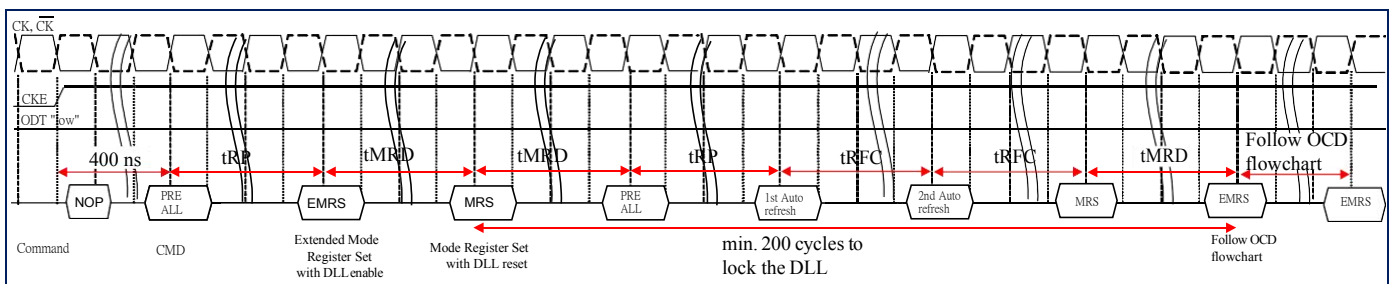 CK, CK
CKE
ODT "low"
400 ns
tRP
tMRD
tMRD
tRP
tRFC
tRFC
tMRD
Follow OCD
flowchart
NOP
PRE
ALL
EMRS
MRS
PRE
ALL
1st Auto
refresh
2nd Auto
refresh
MRS
EMRS
EMRS
Command
CMD
Extended Mode
Register Set
with DLL enable
Mode Register Set
with DLL reset
min. 200 cycles to
lock the DLL
Follow OCD
flowchart